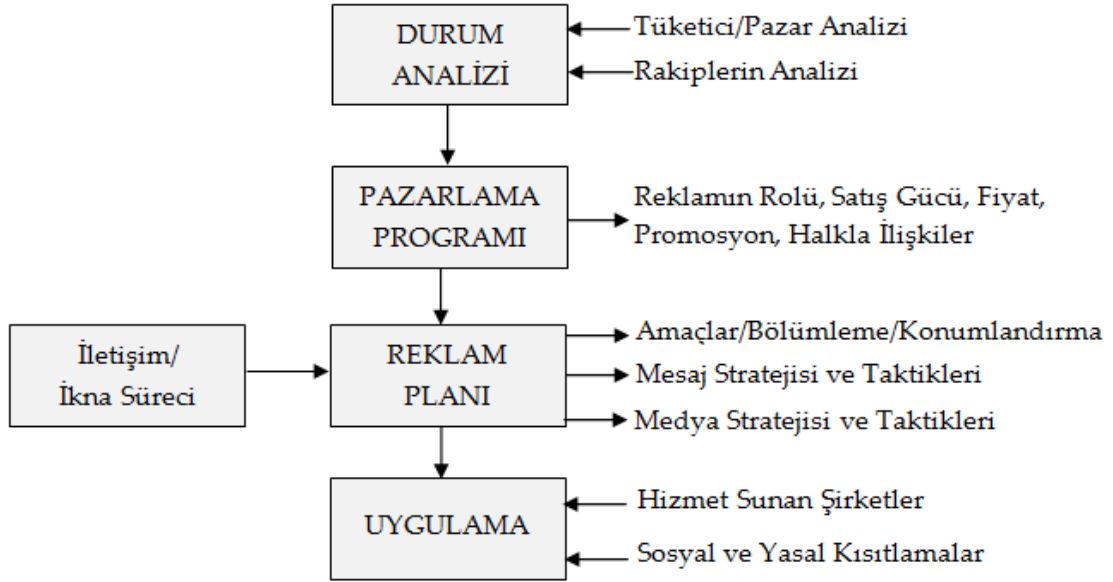 DURUM
ANALİZİ
Tüketici/Pazar Analizi
Rakiplerin Analizi
PAZARLAMA
PROGRAMI
Reklamın Rolü, Satış Gücü, Fiyat,
Promosyon, Halkla İlişkiler
İletişim/
İkna Süreci
REKLAM
PLANI
Amaçlar/Bölümleme/Konumlandırma
Mesaj Stratejisi ve Taktikleri
Medya Stratejisi ve Taktikleri
UYGULAMA
Hizmet Sunan Şirketler
Sosyal ve Yasal Kısıtlamalar